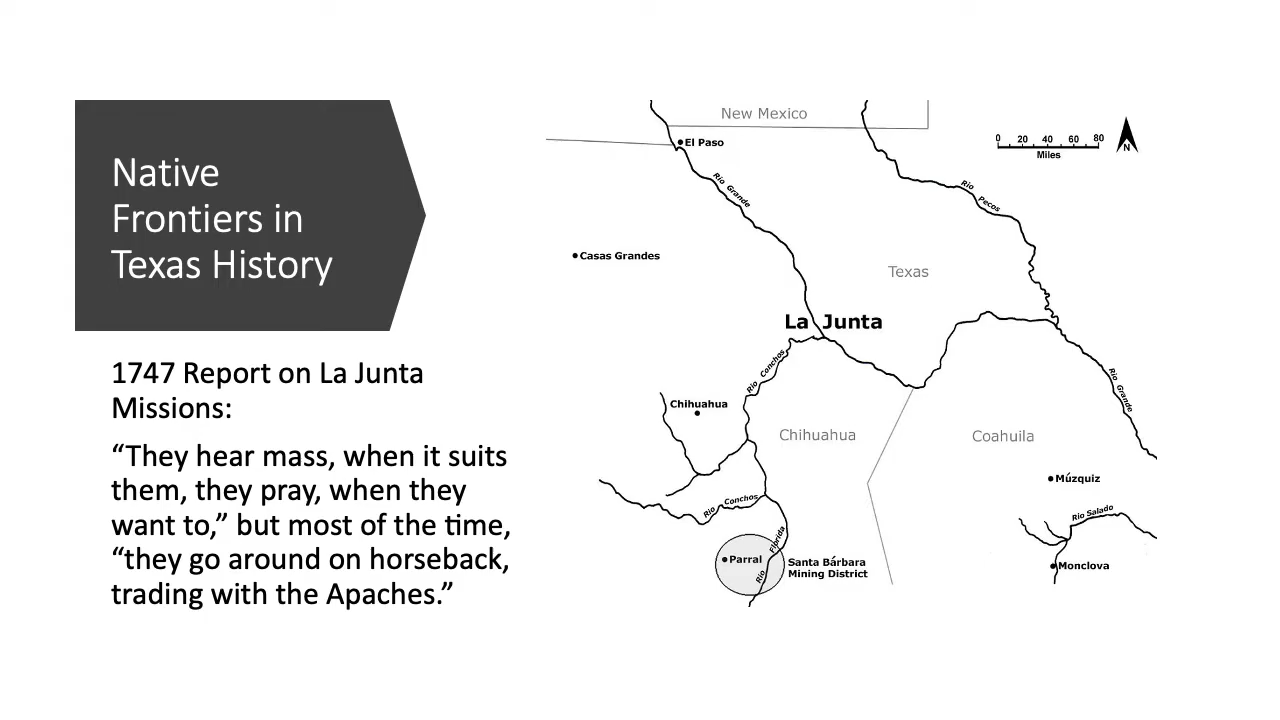 Native
Frontiers in
Texas History
1747 Report on La Junta
Missions:
“They hear mass, when it suits
them, they pray, when they
want to,” but most of the time,
“they go around on horseback,
trading with the Apaches.”
New Mexico
El Paso
0 20 40 60 80
Miles
N
Rio Grande
Rio Pecos
Casas Grandes
Texas
La Junta
Rio Conchos
Rio Grande
Chihuahua
Chihuahua
Coahuila
Múzquiz
Rio Conchos
Rio Salado
Rio Florida
Parral
Santa Bárbara
Mining District
Monclova